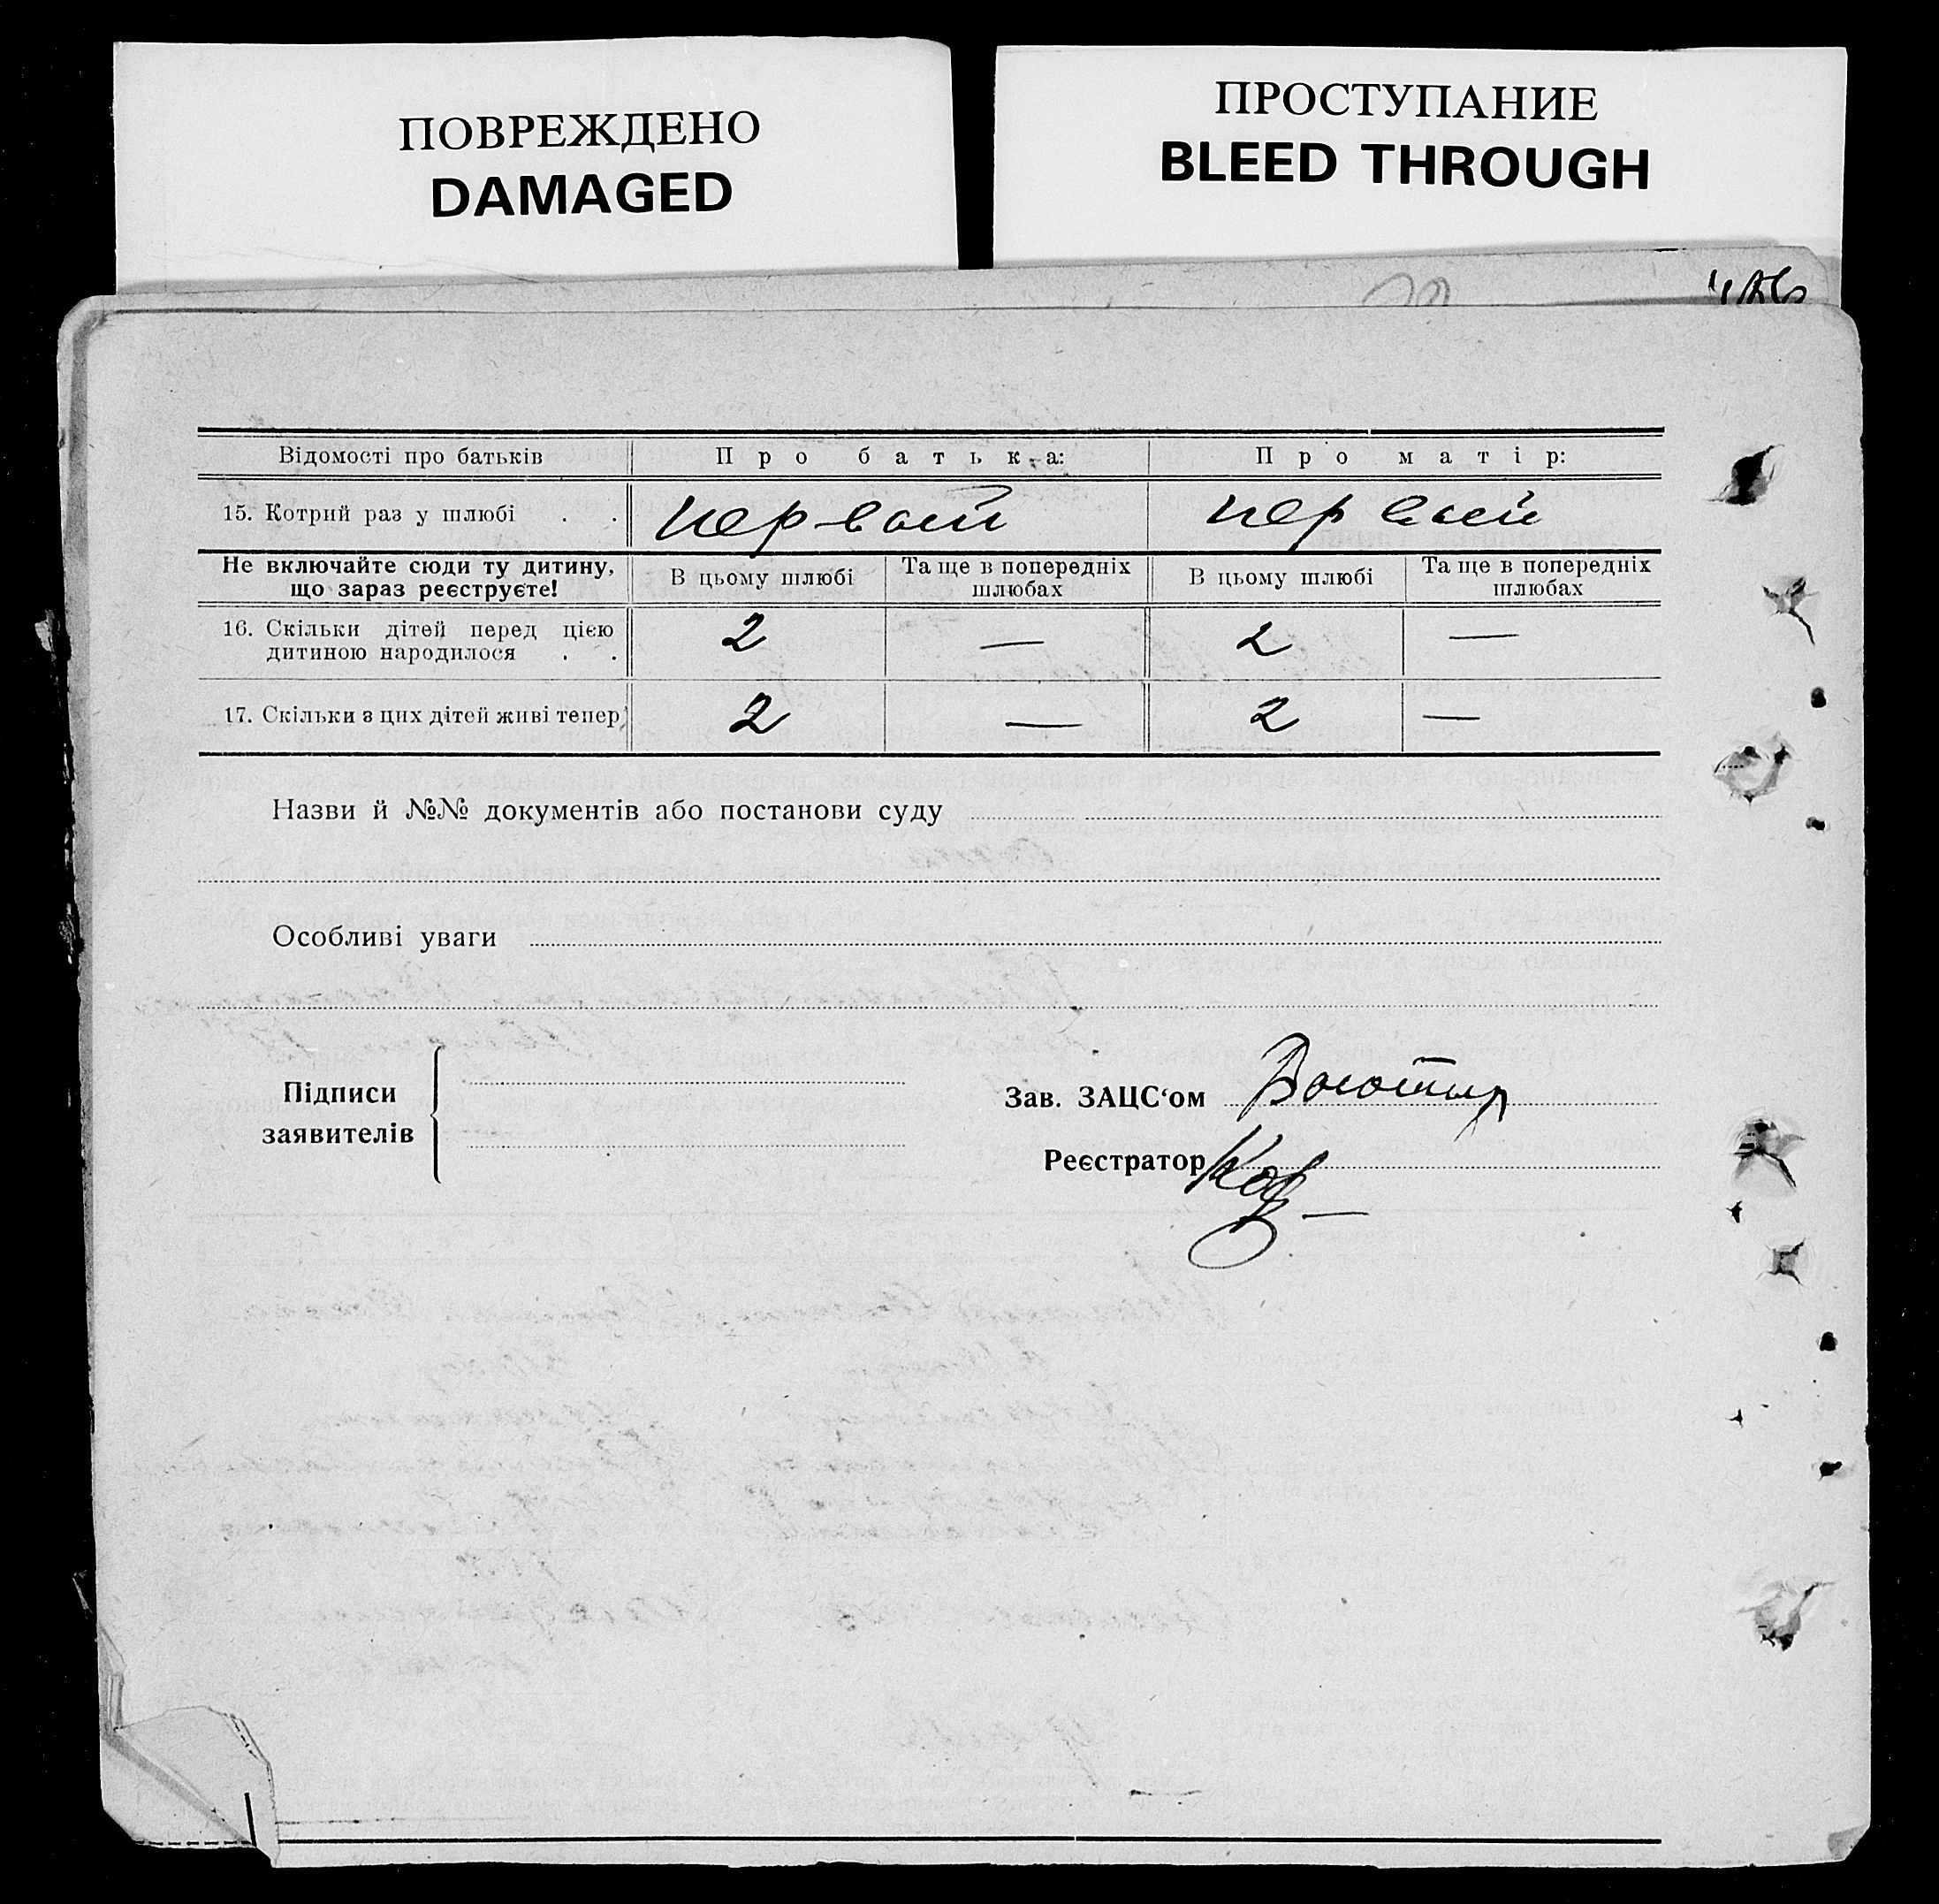 ПОВРЕЖДЕНО
DAMAGED
ПРОСТУПАНИЕ
BLEED THROUGH
Відомості про батьків Про батька: Про матір:
15. Котрий раз у шлюбі . . первый первый
Не включайте сюди ту дитину, що зараз реєструєте! В цьому шлюбі Та ще в попередніх шлюбах В цьому шлюбі Та ще в попередніх шлюбах
16. Скільки дітей перед цією
дитиною народилося . . 2 — 2 —
17. Скільки з цих дітей живі тепер 2 — 2 —
Назви й №№ документів або постанови суду
Особливі уваги
Підписи
заявителів
Зав. ЗАЦС‘ом
Реєстратор